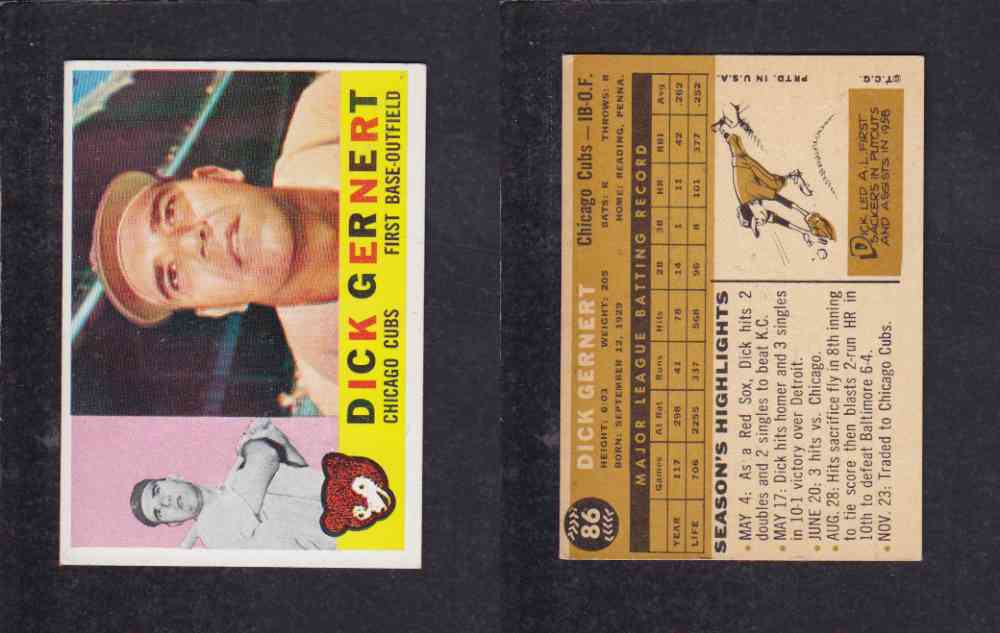 DICK GERNERT
CHICAGO CUBS FIRST BASE-OUTFIELD
86
DICK GERNERT
Chicago Cubs — 1B-O.F.
HEIGHT: 6.03 WEIGHT: 205 BATS: R THROWS: R
BORN: SEPTEMBER 12, 1929 HOME: READING, PENNA.
MAJOR LEAGUE BATTING RECORD
Games At Bat Runs Hits 2B 3B HR RBI Avg
YEAR 117 298 41 78 14 1 11 42 .262
LIFE 706 2255 337 568 96 8 101 377 .252
SEASON'S HIGHLIGHTS
• MAY 4: As a Red Sox, Dick hits 2
doubles and 2 singles to beat K.C.
• MAY 17: Dick hits homer and 3 singles
in 10-1 victory over Detroit.
• JUNE 20: 3 hits vs. Chicago.
• AUG. 28: Hits sacrifice fly in 8th inning
to tie score then blasts 2-run HR in
10th to defeat Baltimore 6-4.
• NOV. 23: Traded to Chicago Cubs.
DICK LED A.L. FIRST
SACKERS IN PUTOUTS
AND ASSISTS IN 1958
©T.C.G. PRTD. IN U.S.A.